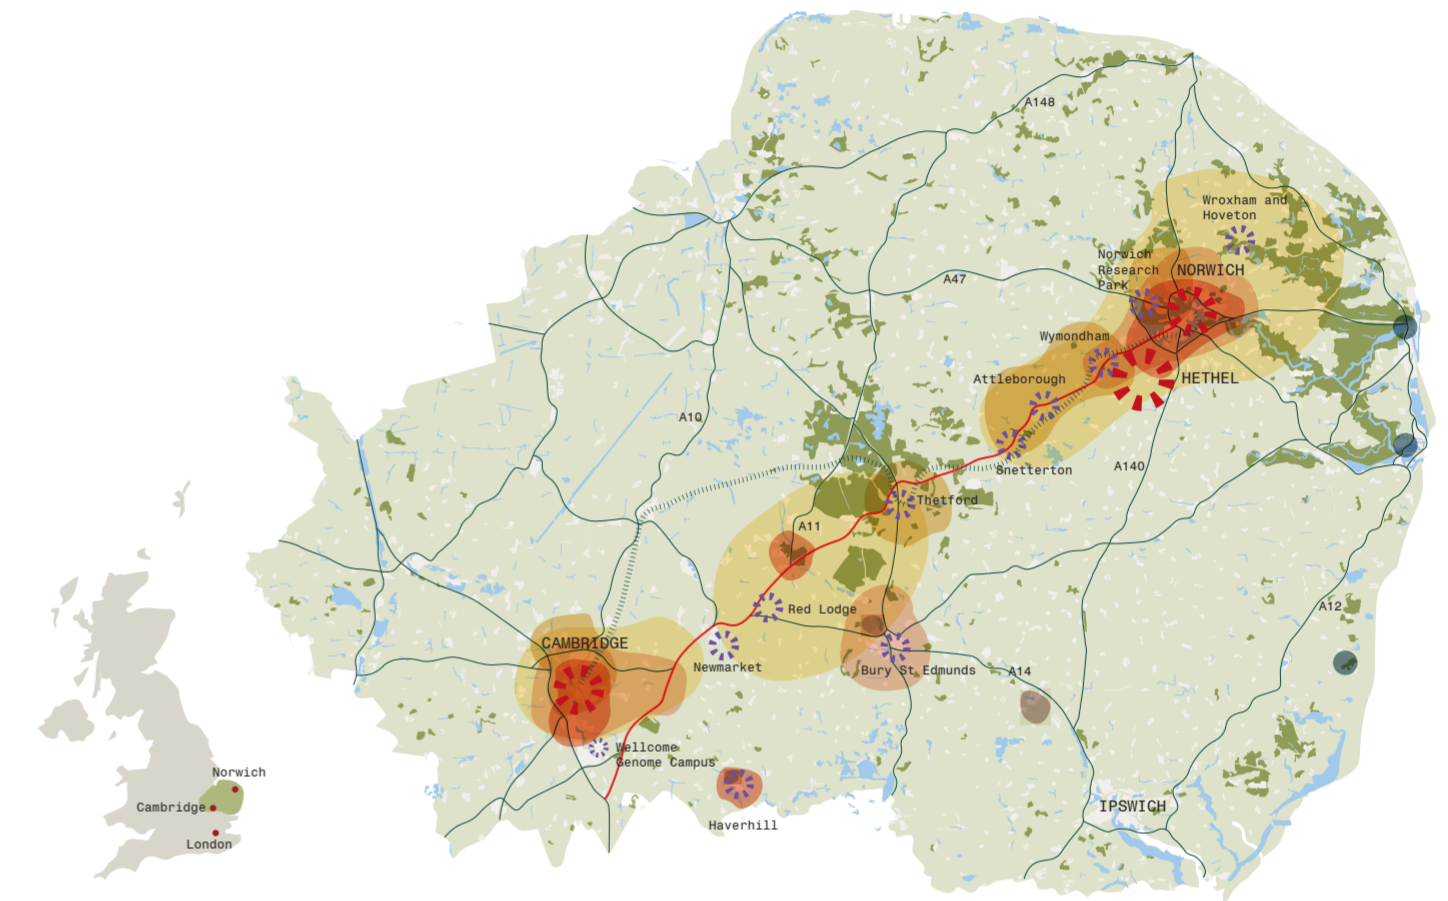 A148
Wroxham and
Hoveton
Norwich
Research
Park
NORWICH
A47
Wymondham
Attleborough
HETHEL
A10
Snetterton
A140
Thetford
A11
Red Lodge
A12
CAMBRIDGE
Newmarket
Bury St Edmunds
A14
Wellcome
Genome Campus
Norwich
Cambridge
London
IPSWICH
Haverhill